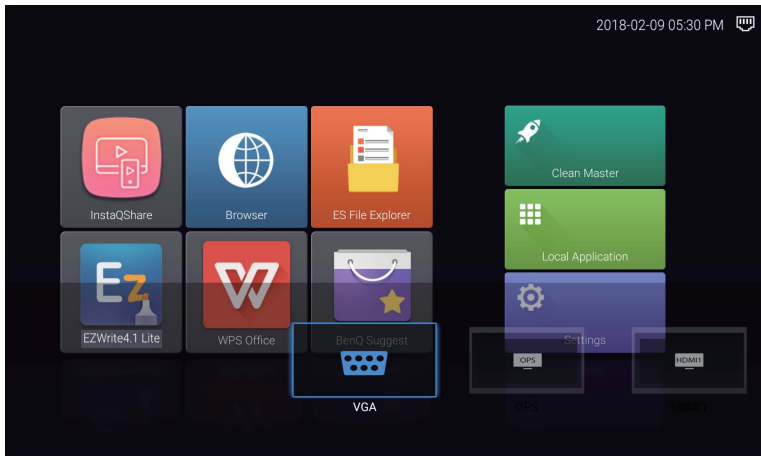 2018-02-09 05:30 PM
InstaQShare
Browser
ES File Explorer
Clean Master
Local Application
Ez
EZWrite4.1 Lite
WPS Office
BenQ Suggest
Settings
OPS
HDMI1
VGA
OPS
HDMI1